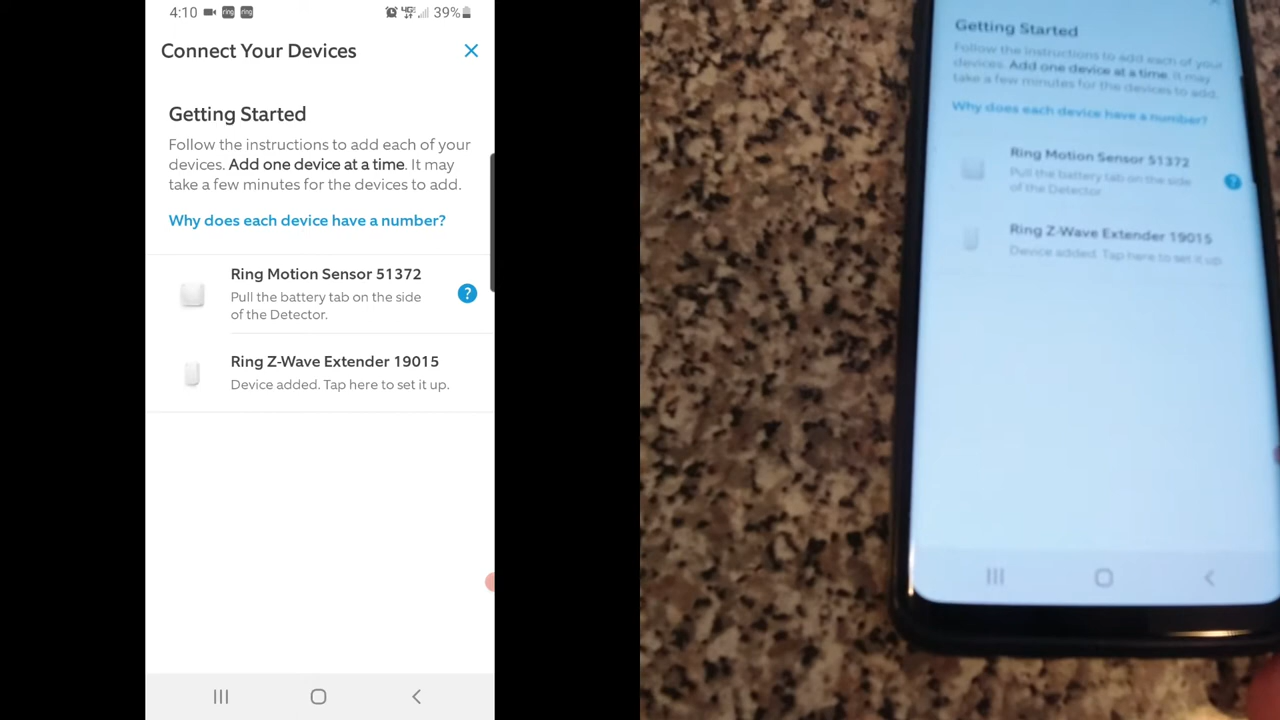 4:10 ring ring 4G 39%
Connect Your Devices
Getting Started
Follow the instructions to add each of your
devices. Add one device at a time. It may
take a few minutes for the devices to add.
Why does each device have a number?
Ring Motion Sensor 51372
Pull the battery tab on the side
of the Detector.
?
Ring Z-Wave Extender 19015
Device added. Tap here to set it up.
Getting Started
Follow the instructions to add each of your
devices. Add one device at a time. It may
take a few minutes for the devices to add.
Why does each device have a number?
Ring Motion Sensor 51372
Pull the battery tab on the side
of the Detector
?
Ring Z-Wave Extender 19015
Device added. Tap here to set it up